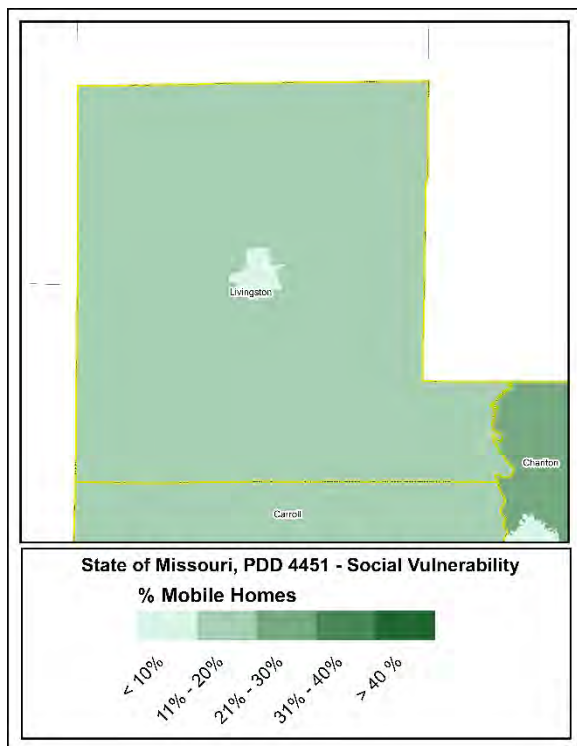 Livingston
Chariton
Carroll
State of Missouri, PDD 4451 - Social Vulnerability
% Mobile Homes
< 10%
11% - 20%
21% - 30%
31% - 40%
> 40 %